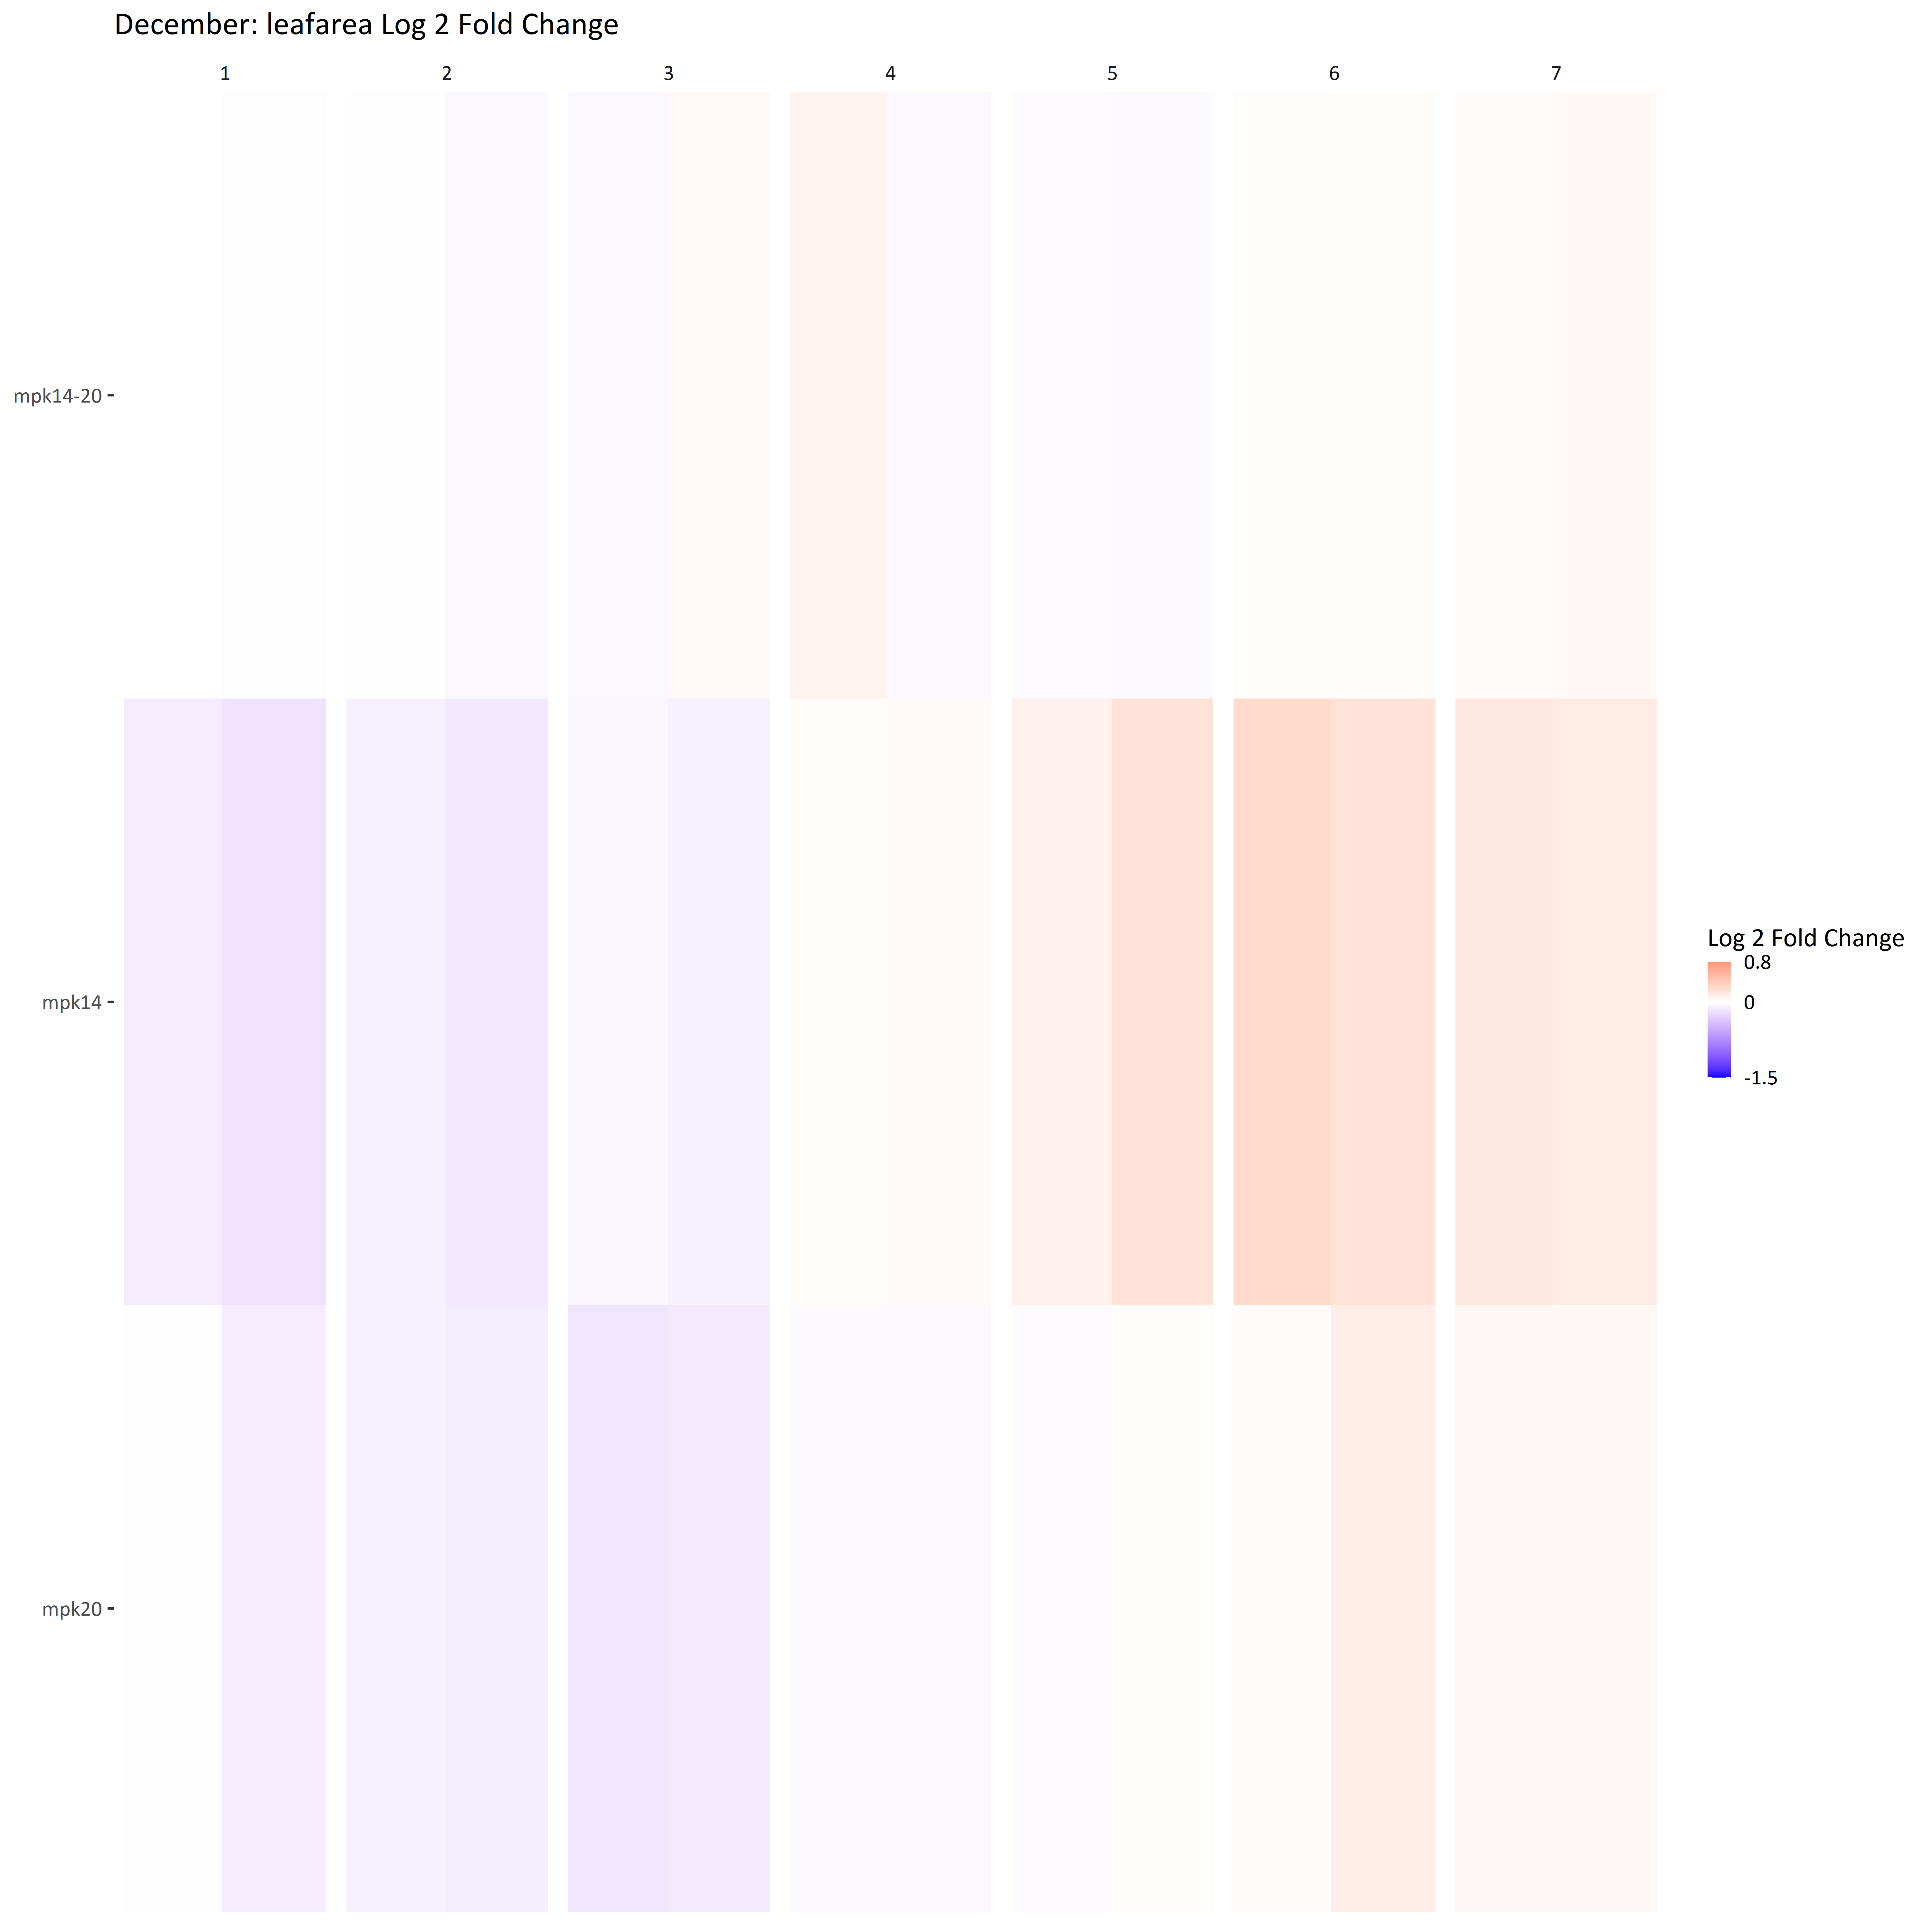 December: leafarea Log 2 Fold Change
1 2 3 4 5 6 7
mpk14-20
mpk14
mpk20
Log 2 Fold Change
0.8
0
-1.5